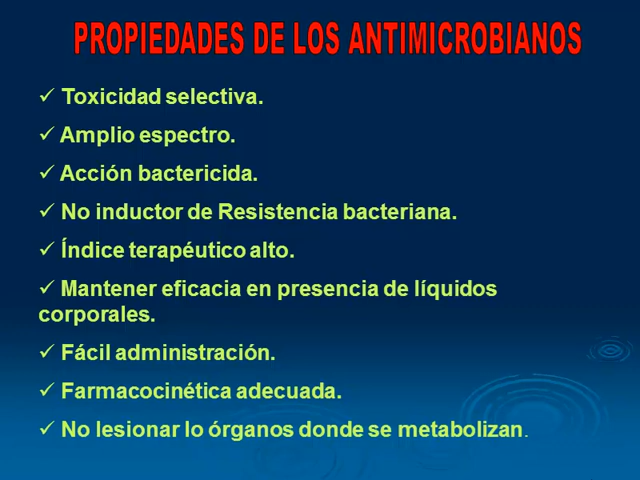 PROPIEDADES DE LOS ANTIMICROBIANOS
✓ Toxicidad selectiva.
✓ Amplio espectro.
✓ Acción bactericida.
✓ No inductor de Resistencia bacteriana.
✓ Índice terapéutico alto.
✓ Mantener eficacia en presencia de líquidos
corporales.
✓ Fácil administración.
✓ Farmacocinética adecuada.
✓ No lesionar lo órganos donde se metabolizan.